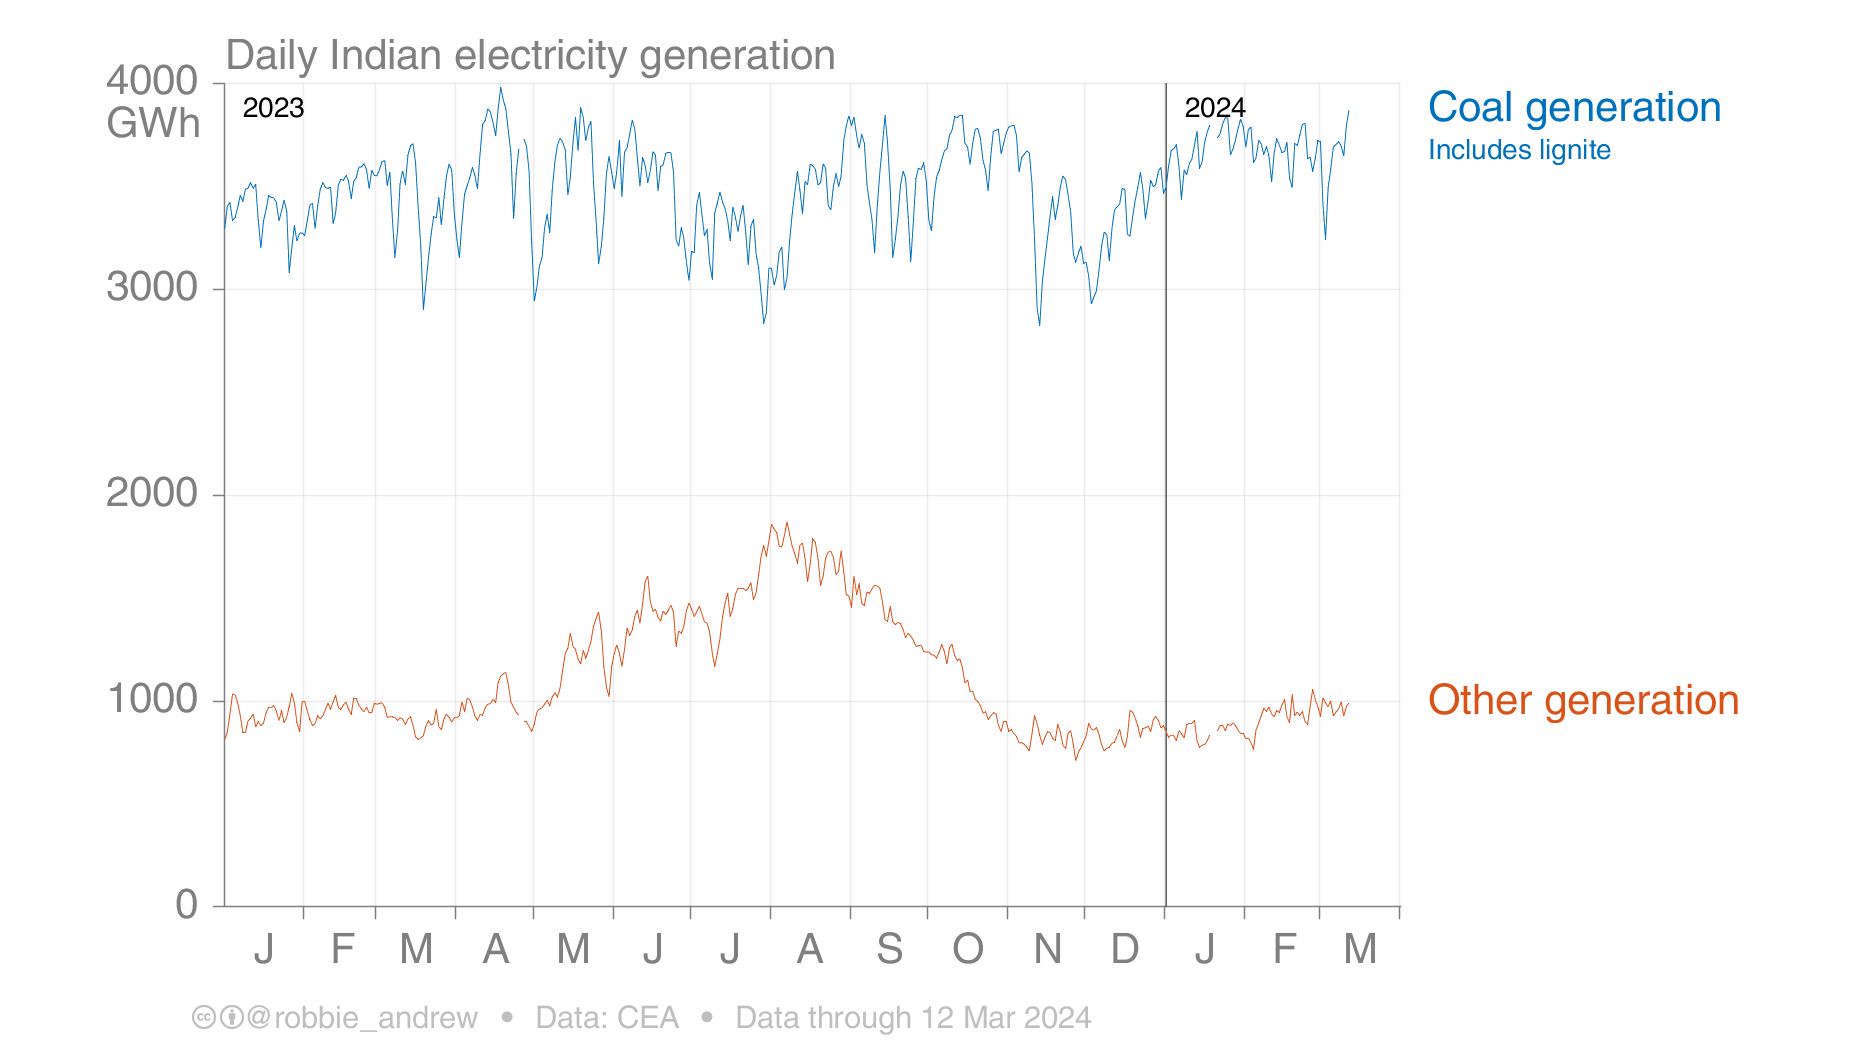 Daily Indian electricity generation
4000
GWh
2023
2024
Coal generation
Includes lignite
3000
2000
1000
Other generation
0
J F M A M J J A S O N D J F M
cc @robbie_andrew • Data: CEA • Data through 12 Mar 2024